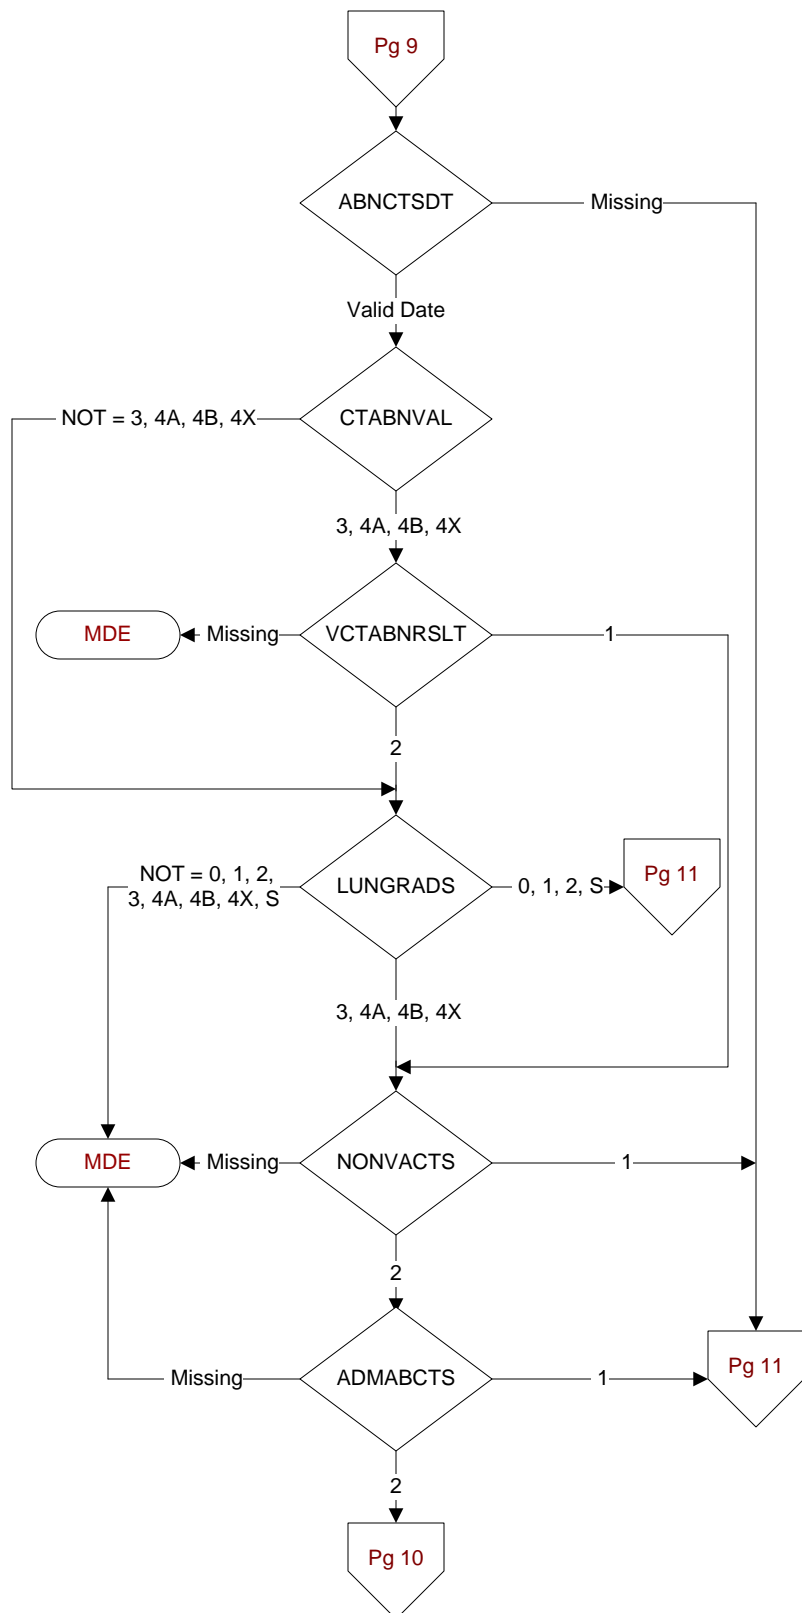 Pg 9
ABNCTSDT
Missing
Valid Date
NOT = 3, 4A, 4B, 4X
CTABNVAL
3, 4A, 4B, 4X
MDE
Missing
VCTABNRSLT
1
2
NOT = 0, 1, 2,
3, 4A, 4B, 4X, S
LUNGRADS
0, 1, 2, S
Pg 11
3, 4A, 4B, 4X
MDE
Missing
NONVACTS
1
2
Missing
ADMABCTS
1
Pg 11
2
Pg 10